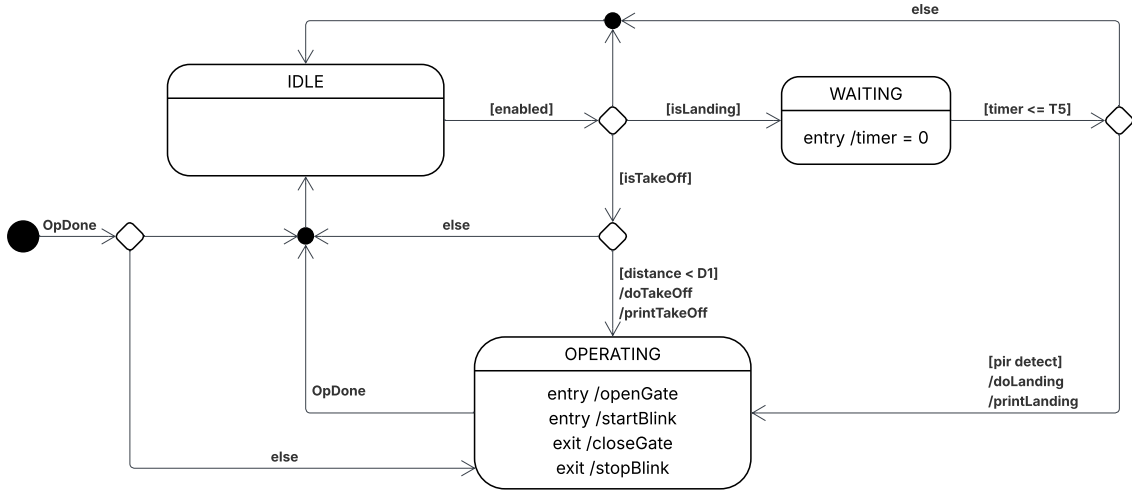 else
IDLE
[enabled]
[isLanding]
WAITING
entry /timer = 0
[timer <= T5]
[isTakeOff]
OpDone
else
[distance < D1]
/doTakeOff
/printTakeOff
OPERATING
entry /openGate
entry /startBlink
exit /closeGate
exit /stopBlink
[pir detect]
/doLanding
/printLanding
OpDone
else